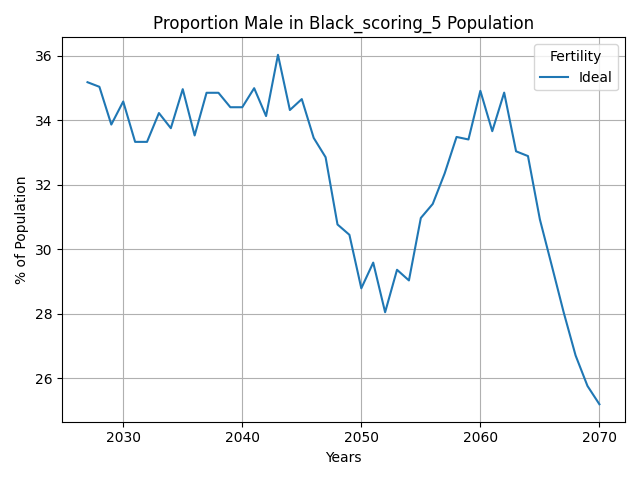 Proportion Male in Black_scoring_5 Population
Fertility
Ideal
% of Population
36
34
32
30
28
26
2030
2040
2050
2060
2070
Years